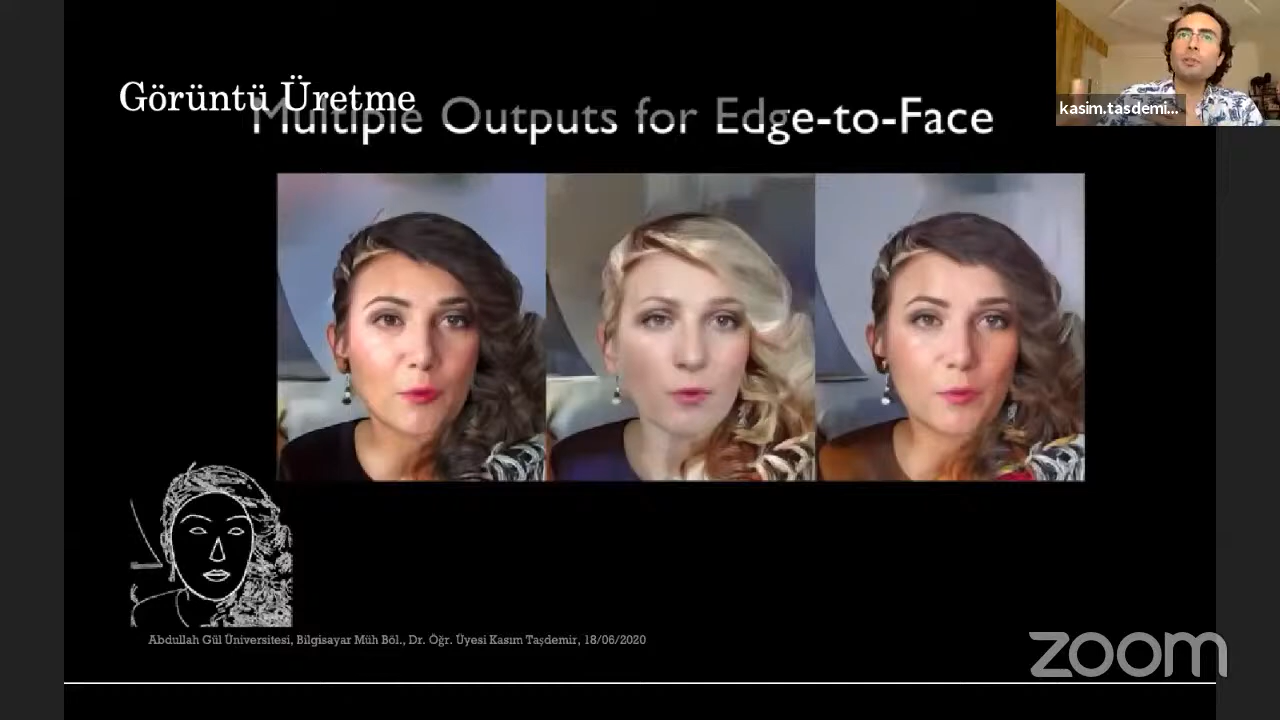 Görüntü Üretme
Multiple Outputs for Edge-to-Face
kasim.tasdemi...
Abdullah Gül Üniversitesi, Bilgisayar Müh Böl., Dr. Öğr. Üyesi Kasım Taşdemir, 18/06/2020
zoom